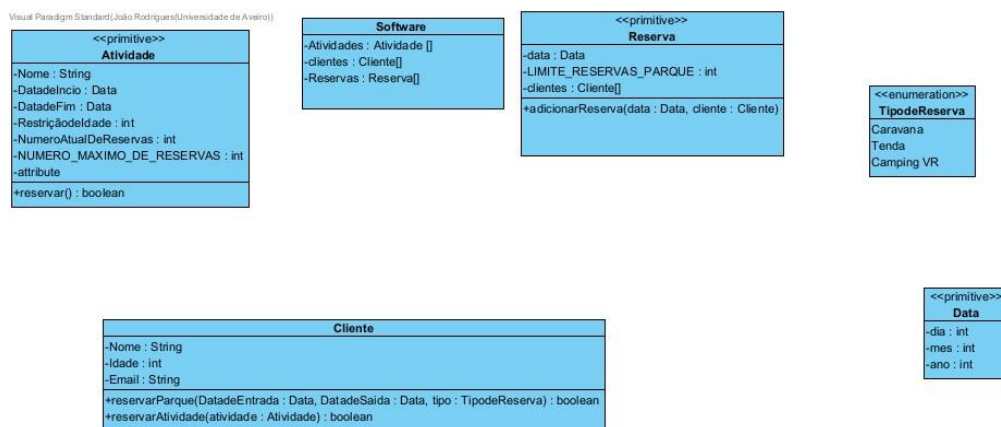 Visual Paradigm Standard(João Rodrigues(Universidade de Aveiro))
<<primitive>>
Atividade
-Nome : String
-DatadeIncio : Data
-DatadeFim : Data
-RestriçãodeIdade : int
-NumeroAtualDeReservas : int
-NUMERO_MAXIMO_DE_RESERVAS : int
-attribute
+reservar() : boolean
Software
-Atividades : Atividade []
-clientes : Cliente[]
-Reservas : Reserva[]
<<primitive>>
Reserva
-data : Data
-LIMITE_RESERVAS_PARQUE : int
-clientes : Cliente[]
+adicionarReserva(data : Data, cliente : Cliente)
<<enumeration>>
TipodeReserva
Caravana
Tenda
Camping VR
Cliente
-Nome : String
-Idade : int
-Email : String
+reservarParque(DatadeEntrada : Data, DatadeSaida : Data, tipo : TipodeReserva) : boolean
+reservarAtividade(atividade : Atividade) : boolean
<<primitive>>
Data
-dia : int
-mes : int
-ano : int